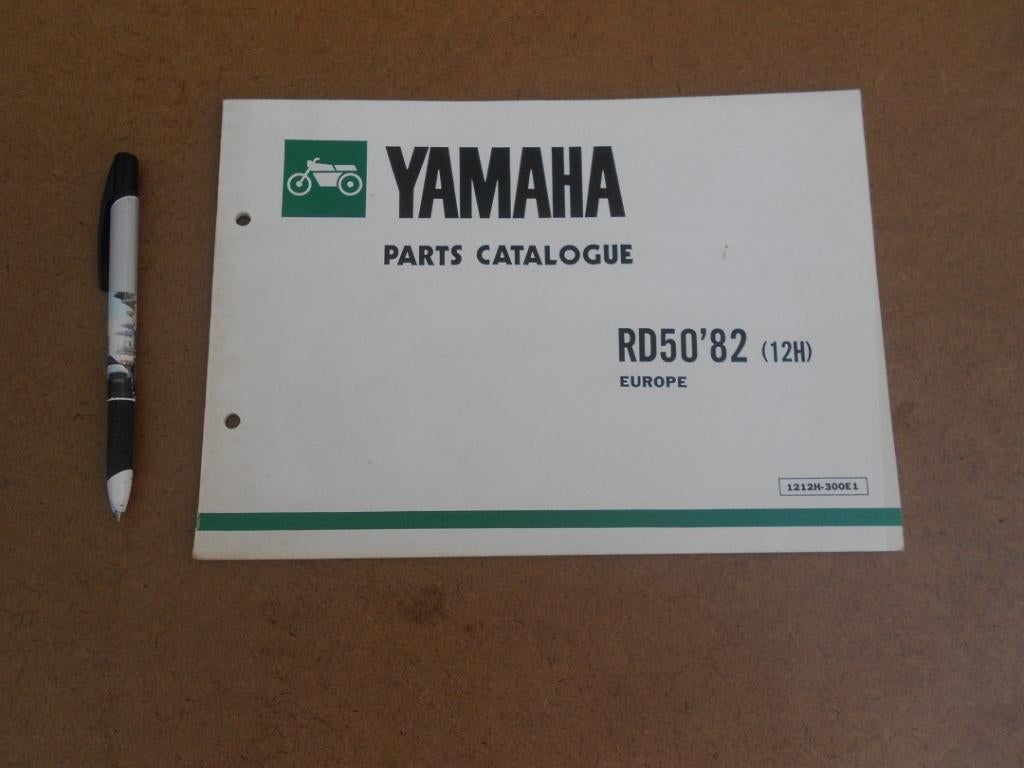 YAMAHA
PARTS CATALOGUE
RD50'82 (12H)
EUROPE
1212H-300E1